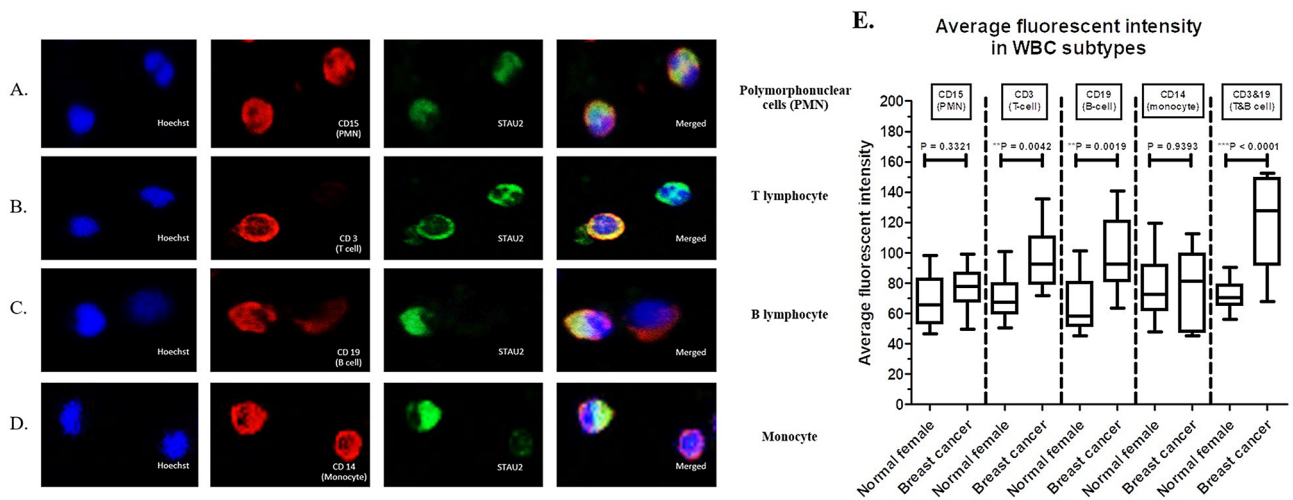 A.
Hoechst
CD15
(PMN)
STAU2
Merged
Polymorphonuclear
cells (PMN)
B.
Hoechst
CD 3
(T cell)
STAU2
Merged
T lymphocyte
C.
Hoechst
CD 19
(B cell)
STAU2
Merged
B lymphocyte
D.
Hoechst
CD 14
(Monocyte)
STAU2
Merged
Monocyte
E.
Average fluorescent intensity
in WBC subtypes
CD15
{PMN}
CD3
{T-cell}
CD19
{B-cell}
CD14
{monocyte}
CD3&19
{T&B cell}
P = 0.3321
**P = 0.0042
**P = 0.0019
P = 0.9393
***P < 0.0001
Average fluorescent intensity
200
180
160
140
120
100
80
60
40
20
0
Normal female
Breast cancer
Normal female
Breast cancer
Normal female
Breast cancer
Normal female
Breast cancer
Normal female
Breast cancer